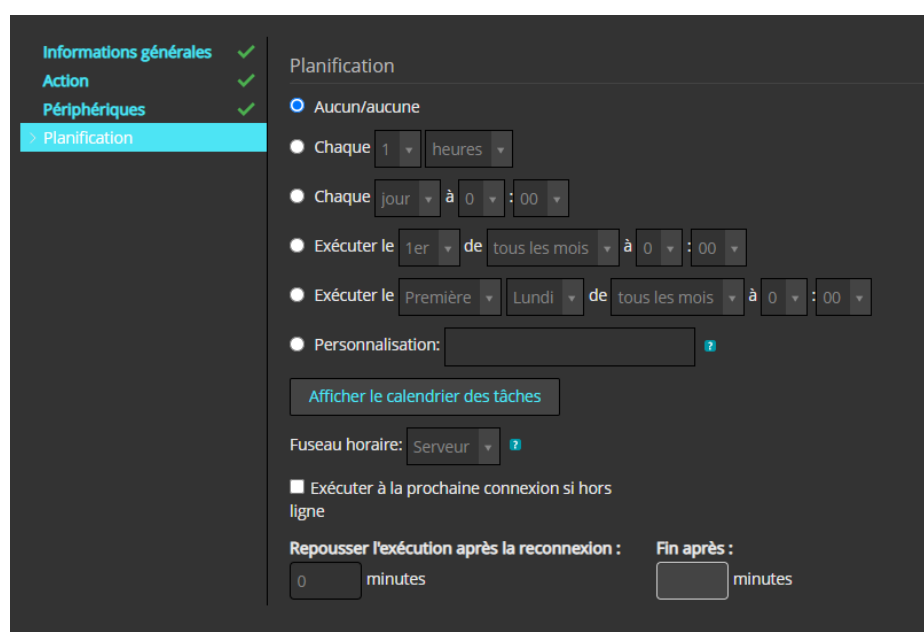 Informations générales
Action
Périphériques
Planification
Planification
Aucun/aucune
Chaque 1 heures
Chaque jour à 0 : 00
Exécuter le 1er de tous les mois à 0 : 00
Exécuter le Première Lundi de tous les mois à 0 : 00
Personnalisation: ?
Afficher le calendrier des tâches
Fuseau horaire: Serveur ?
Exécuter à la prochaine connexion si hors
ligne
Repousser l'exécution après la reconnexion : Fin après :
0 minutes minutes